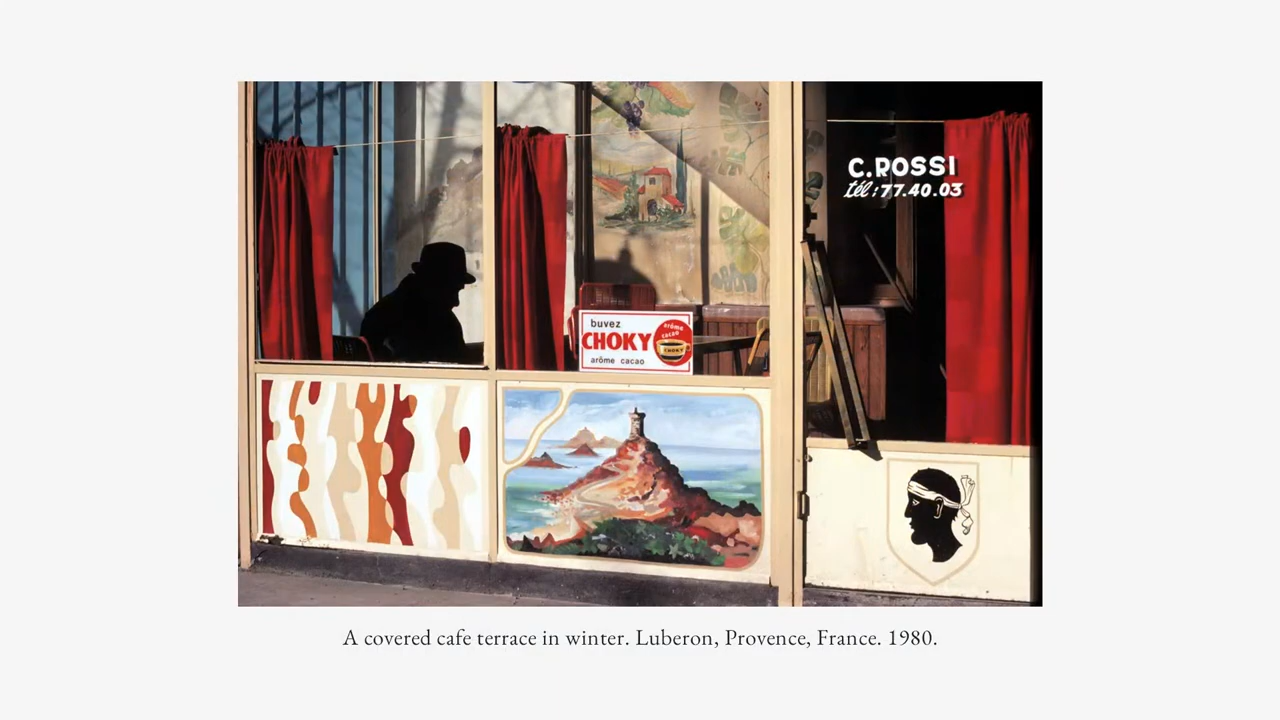 C.ROSSI
tél: 77.40.03
buvez
CHOKY
arôme cacao
arôme
cacao
CHOKY
A covered cafe terrace in winter. Luberon, Provence, France. 1980.